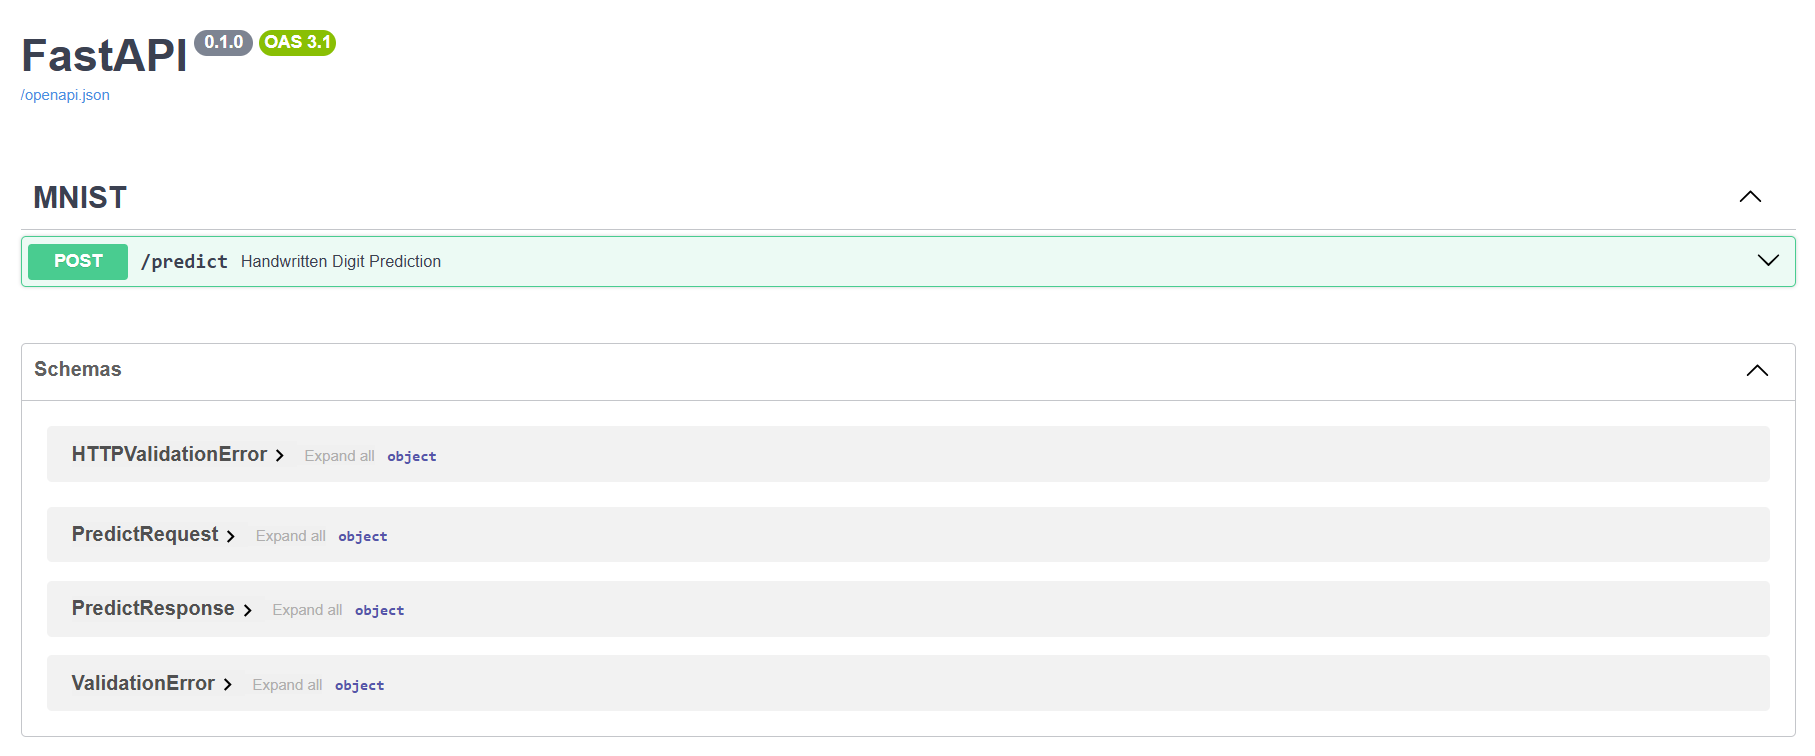 FastAPI 0.1.0 OAS 3.1
/openapi.json
MNIST
POST /predict Handwritten Digit Prediction
Schemas
HTTPValidationError Expand all object
PredictRequest Expand all object
PredictResponse Expand all object
ValidationError Expand all object